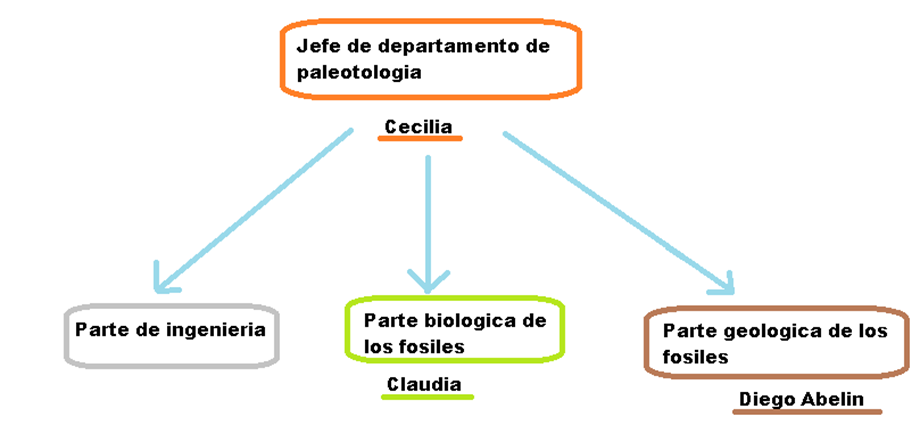 Jefe de departamento de
paleotologia
Cecilia
Parte de ingenieria
Parte biologica de
los fosiles
Claudia
Parte geologica de los
fosiles
Diego Abelin